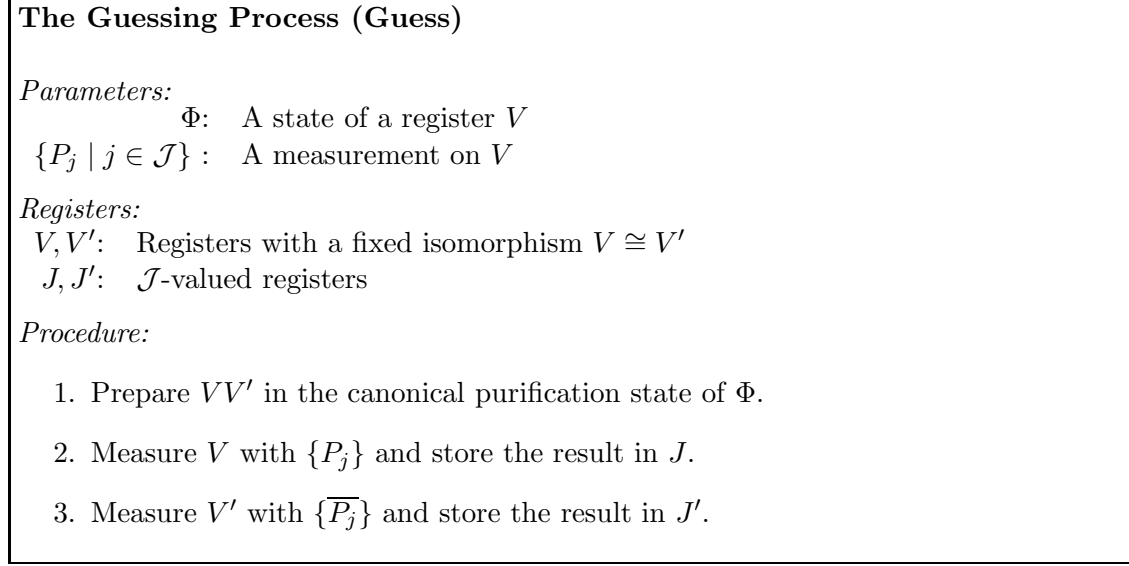 The Guessing Process (Guess)
Parameters:
Φ: A state of a register V
{P_j | j ∈ 𝒥} : A measurement on V
Registers:
V, V′: Registers with a fixed isomorphism V ≅ V′
J, J′: 𝒥-valued registers
Procedure:
1. Prepare VV′ in the canonical purification state of Φ.
2. Measure V with {P_j} and store the result in J.
3. Measure V′ with {\overline{P_j}} and store the result in J′.